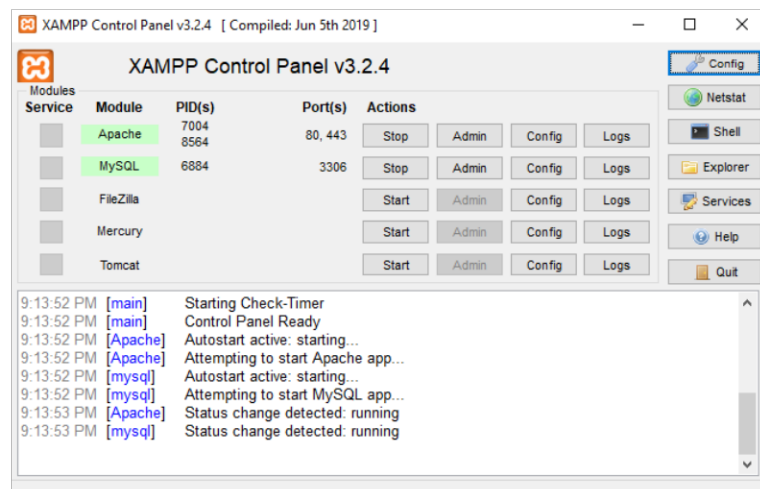 XAMPP Control Panel v3.2.4 [ Compiled: Jun 5th 2019 ]
XAMPP Control Panel v3.2.4
Config
Modules
Service Module PID(s) Port(s) Actions
Netstat
Apache 7004 8564 80, 443 Stop Admin Config Logs
Shell
MySQL 6884 3306 Stop Admin Config Logs
Explorer
FileZilla Start Admin Config Logs
Services
Mercury Start Admin Config Logs
Help
Tomcat Start Admin Config Logs
Quit
9:13:52 PM [main] Starting Check-Timer
9:13:52 PM [main] Control Panel Ready
9:13:52 PM [Apache] Autostart active: starting...
9:13:52 PM [Apache] Attempting to start Apache app...
9:13:52 PM [mysql] Autostart active: starting...
9:13:52 PM [mysql] Attempting to start MySQL app...
9:13:53 PM [Apache] Status change detected: running
9:13:53 PM [mysql] Status change detected: running